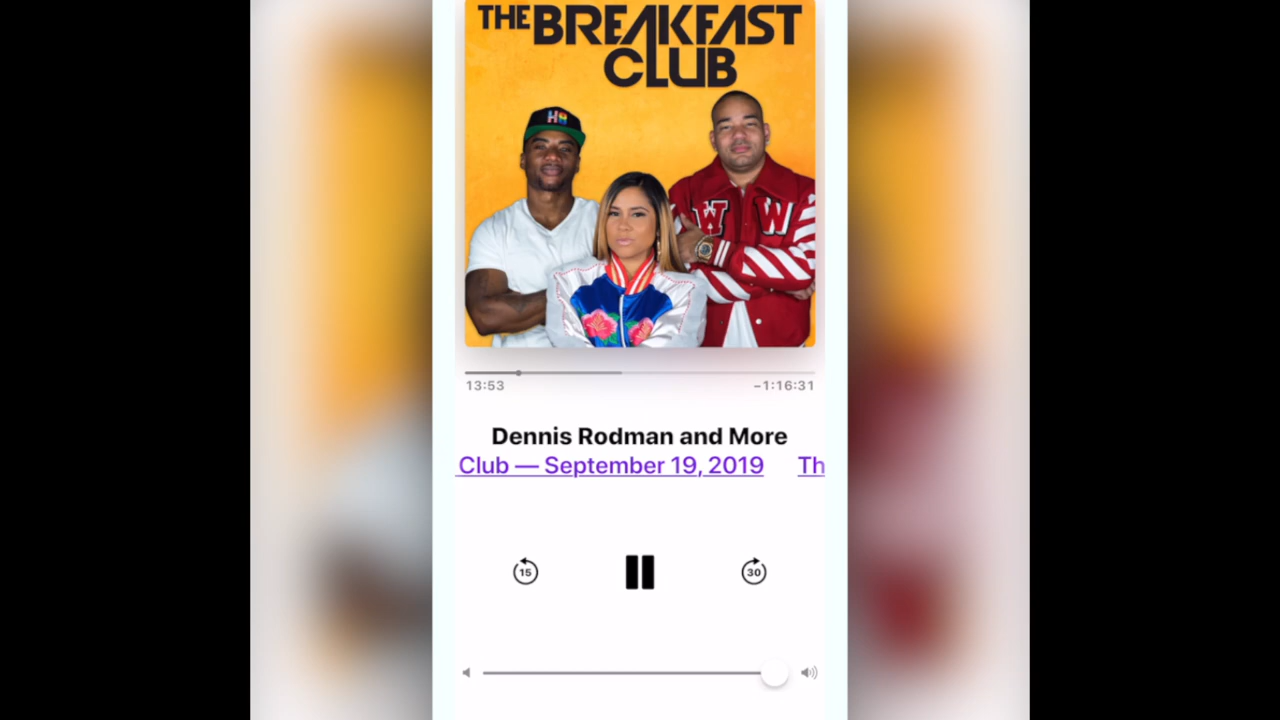 THE BREAKFAST
CLUB
H
W W
13:53 −1:16:31
Dennis Rodman and More
Club — September 19, 2019 Th
15 30